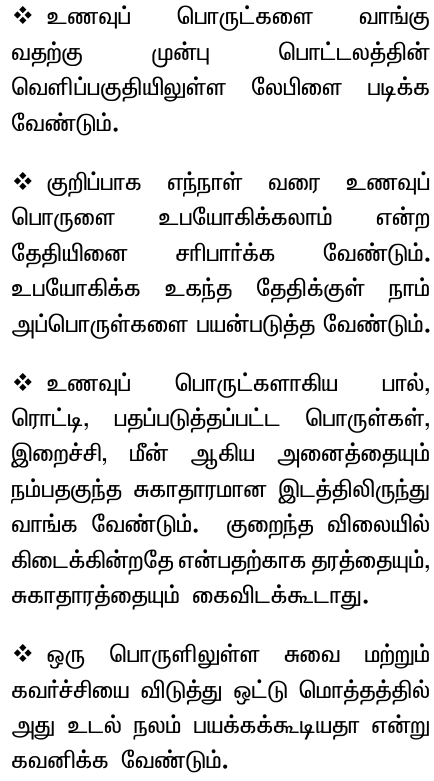 ❖ உணவுப் பொருட்களை வாங்கு
வதற்கு முன்பு பொட்டலத்தின்
வெளிப்பகுதியிலுள்ள லேபிளை படிக்க
வேண்டும்.
❖ குறிப்பாக எந்நாள் வரை உணவுப்
பொருளை உபயோகிக்கலாம் என்ற
தேதியினை சரிபார்க்க வேண்டும்.
உபயோகிக்க உகந்த தேதிக்குள் நாம்
அப்பொருள்களை பயன்படுத்த வேண்டும்.
❖ உணவுப் பொருட்களாகிய பால்,
ரொட்டி, பதப்படுத்தப்பட்ட பொருள்கள்,
இறைச்சி, மீன் ஆகிய அனைத்தையும்
நம்பதகுந்த சுகாதாரமான இடத்திலிருந்து
வாங்க வேண்டும். குறைந்த விலையில்
கிடைக்கின்றதே என்பதற்காக தரத்தையும்,
சுகாதாரத்தையும் கைவிடக்கூடாது.
❖ ஒரு பொருளிலுள்ள சுவை மற்றும்
கவர்ச்சியை விடுத்து ஒட்டு மொத்தத்தில்
அது உடல் நலம் பயக்கக்கூடியதா என்று
கவனிக்க வேண்டும்.